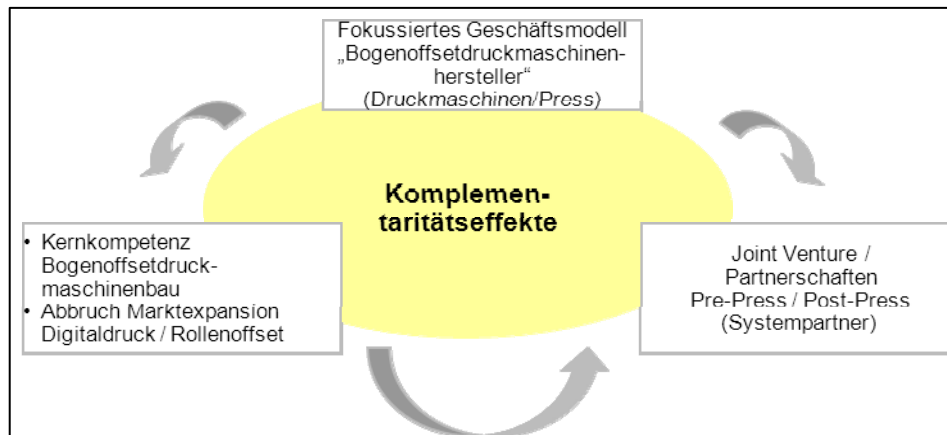 Fokussiertes Geschäftsmodell
„Bogenoffsetdruckmaschinen-
hersteller“
(Druckmaschinen/Press)
Komplemen-
taritätseffekte
• Kernkompetenz
Bogenoffsetdruck-
maschinenbau
• Abbruch Marktexpansion
Digitaldruck / Rollenoffset
Joint Venture /
Partnerschaften
Pre-Press / Post-Press
(Systempartner)